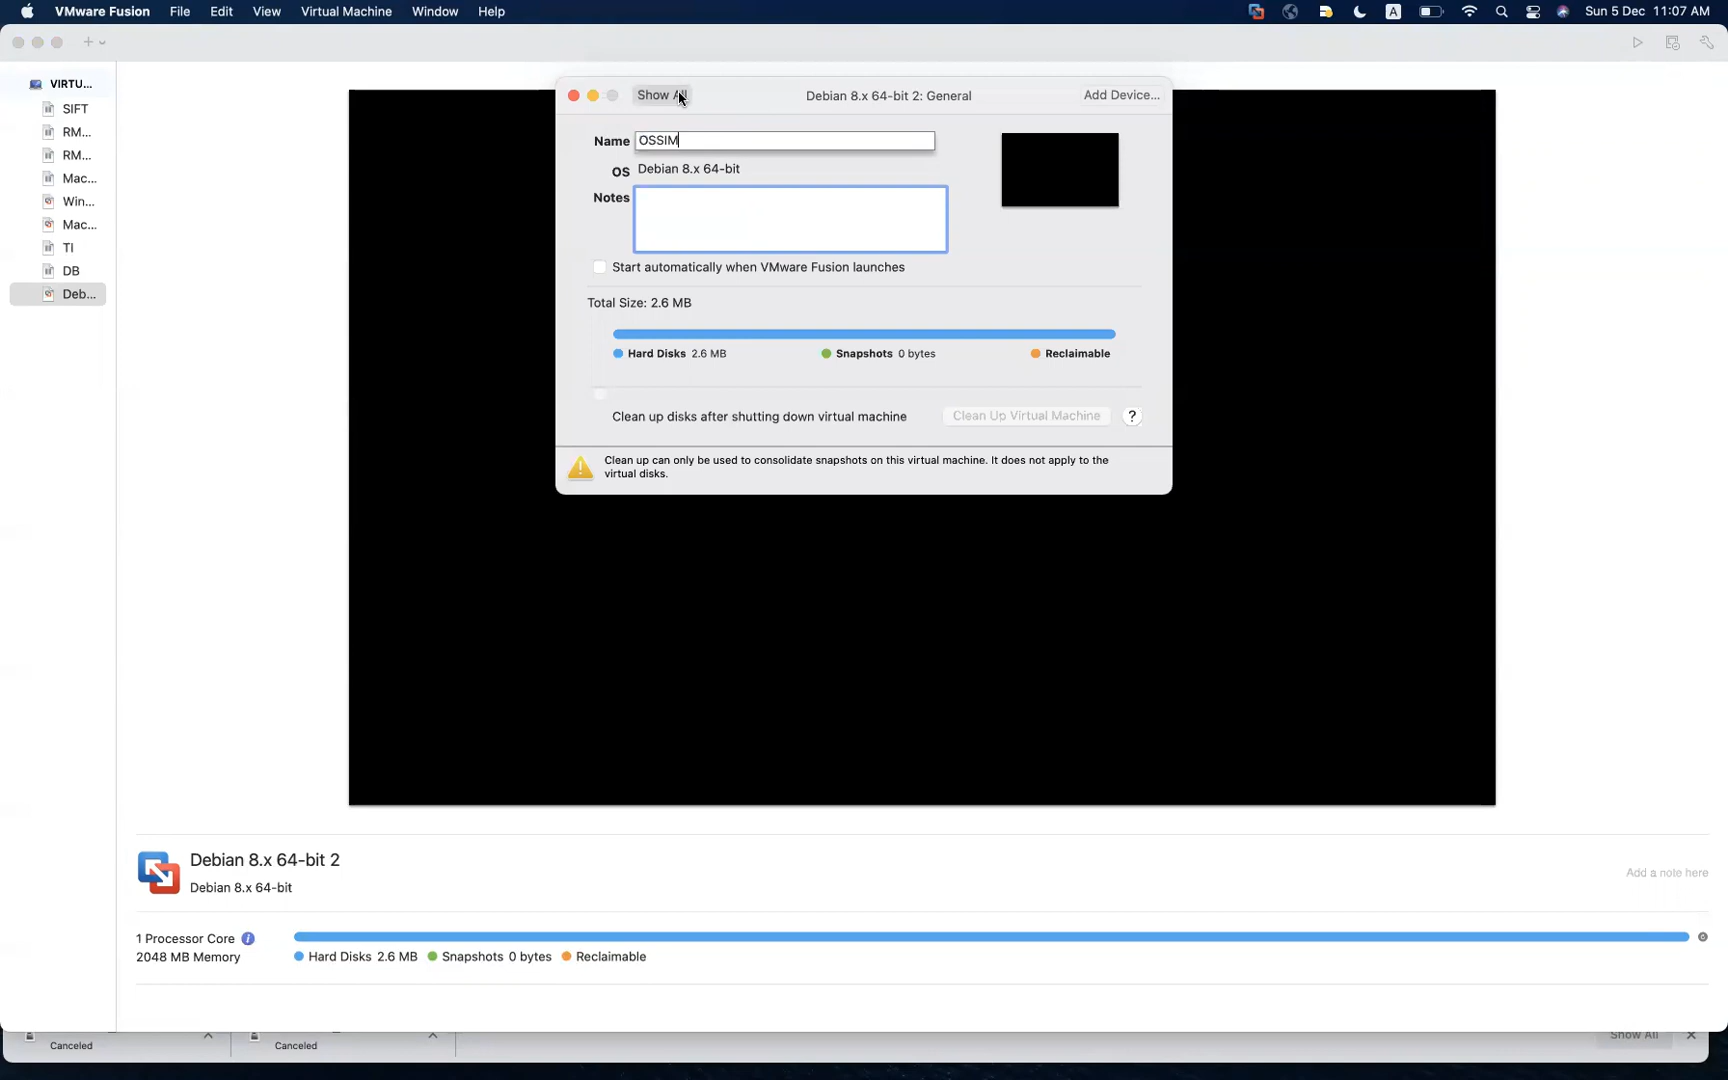 VMware Fusion File Edit View Virtual Machine Window Help
A Sun 5 Dec 11:07 AM
VIRTU...
SIFT
RM...
RM...
Mac...
Win...
Mac...
TI
DB
Deb...
Show All Debian 8.x 64-bit 2: General Add Device...
Name OSSIM
OS Debian 8.x 64-bit
Notes
Start automatically when VMware Fusion launches
Total Size: 2.6 MB
Hard Disks 2.6 MB Snapshots 0 bytes Reclaimable
Clean up disks after shutting down virtual machine Clean Up Virtual Machine ?
Clean up can only be used to consolidate snapshots on this virtual machine. It does not apply to the
virtual disks.
Debian 8.x 64-bit 2
Debian 8.x 64-bit
Add a note here
1 Processor Core i
2048 MB Memory
Hard Disks 2.6 MB Snapshots 0 bytes Reclaimable
Canceled Canceled Show All